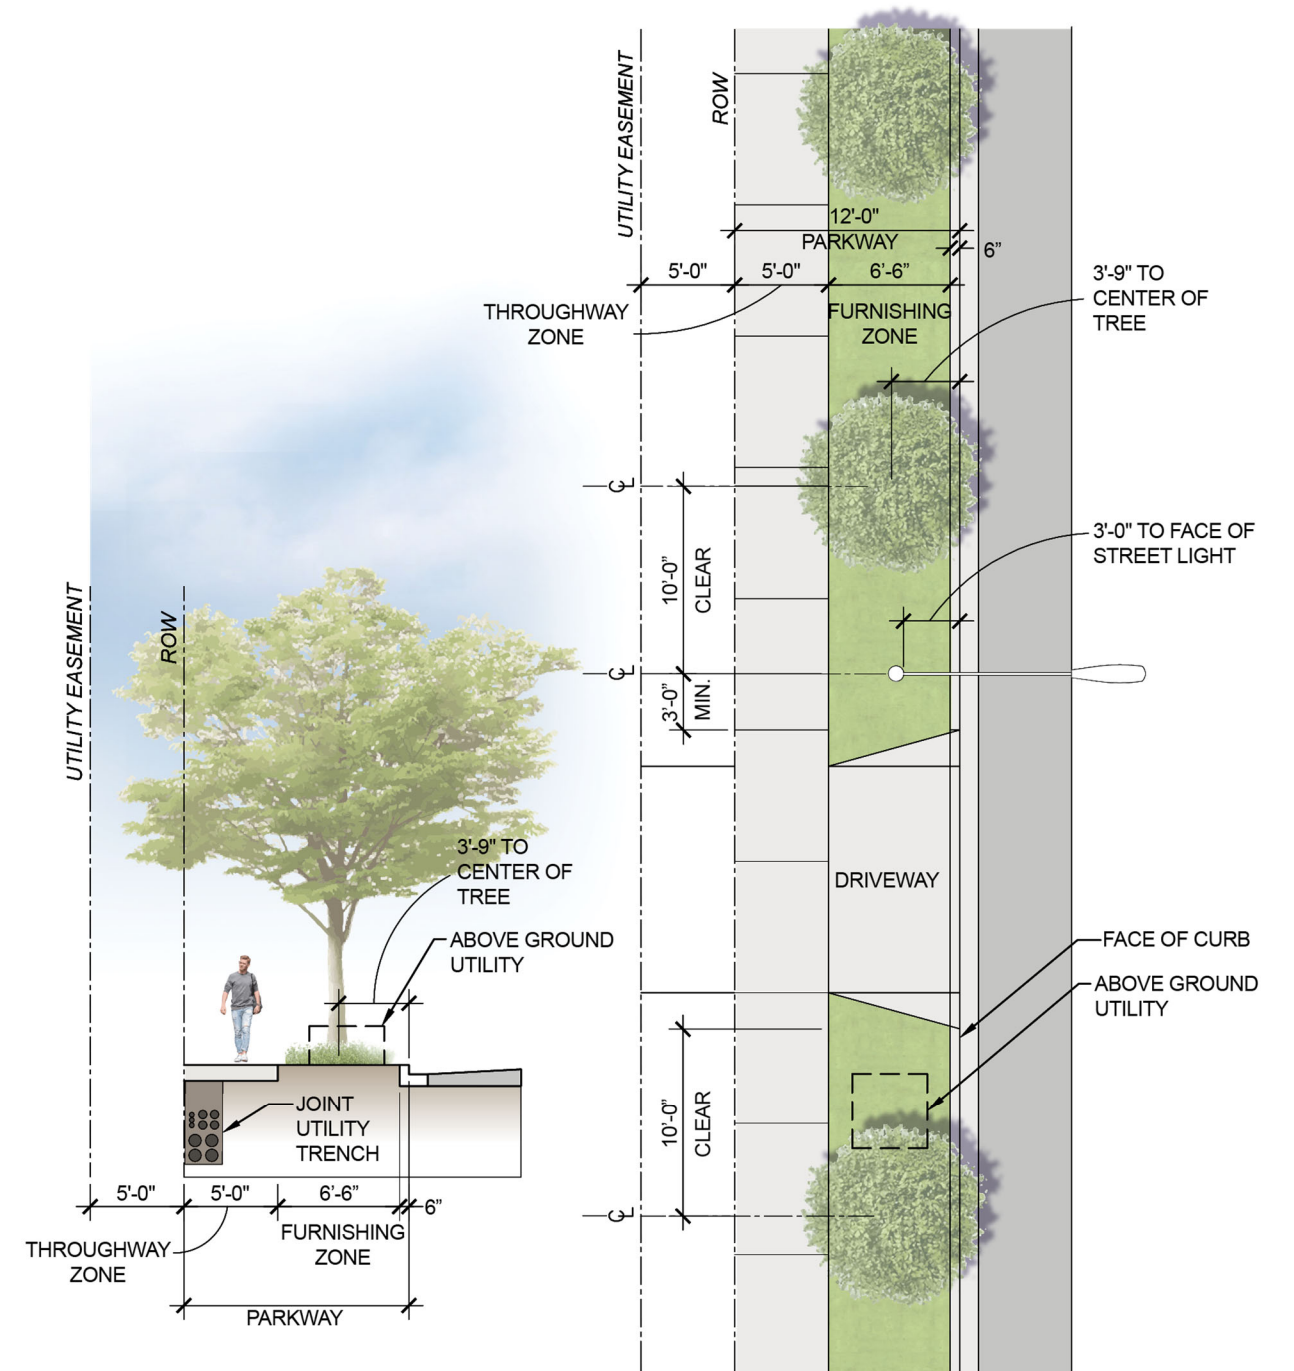 UTILITY EASEMENT
ROW
3'-9" TO
CENTER OF
TREE
ABOVE GROUND
UTILITY
JOINT
UTILITY
TRENCH
5'-0"
5'-0"
6'-6"
6”
THROUGHWAY
ZONE
FURNISHING
ZONE
PARKWAY
UTILITY EASEMENT
ROW
12'-0"
PARKWAY
6”
5'-0"
5'-0"
6'-6”
THROUGHWAY
ZONE
FURNISHING
ZONE
3'-9" TO
CENTER OF
TREE
CL
10'-0”
CLEAR
3'-0" TO FACE OF
STREET LIGHT
CL
3'-0”
MIN.
DRIVEWAY
FACE OF CURB
ABOVE GROUND
UTILITY
10'-0”
CLEAR
CL